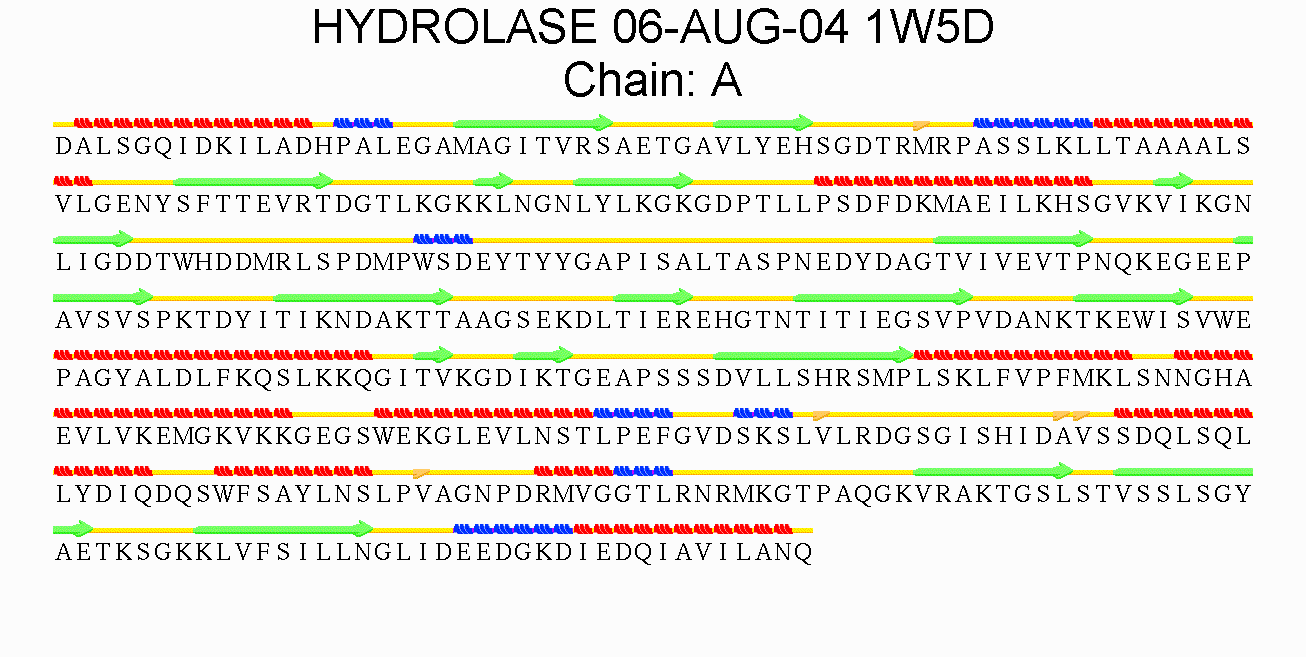 HYDROLASE 06-AUG-04 1W5D
Chain: A
DALSGQIDKILADHPALEGAMAGITVRSAETGAVLYEHSGDTRMRPASSLKLLTAAAALS
VLGENYSFTTEVRTDGTLKGKKLNGNLYLKGKGDPTLLPSDFDKMAEILKHSGVKVIKGN
LIGDDTWHDDMRLSPDMPWSDEYTYYGAPISALTASPNEDYDAGTVIVEVTPNQKEGEEP
AVSVSPKTDYITIKNDAKTTAAGSEKDLTIEREHGTNTITIEGSVPVDANKTKEWISVWE
PAGYALDLFKQSLKKQGITVKGDIKTGEAPSSSDVLLSHRSMPLSKLFVPFMKLSNNGHA
EVLVKEMGKVKKGEGSWEKGLEVLNSTLPEFGVDSKSLVLRDGSGISHIDAVSSDQLSQL
LYDIQDQSWFSAYLNSLPVAGNPDRMVGGTLRNRMKGTPAQGKVRAKTGSLSTVSSLSGY
AETKSGKKLVFSILLNGLIDEEDGKDIEDQIAVILANQ